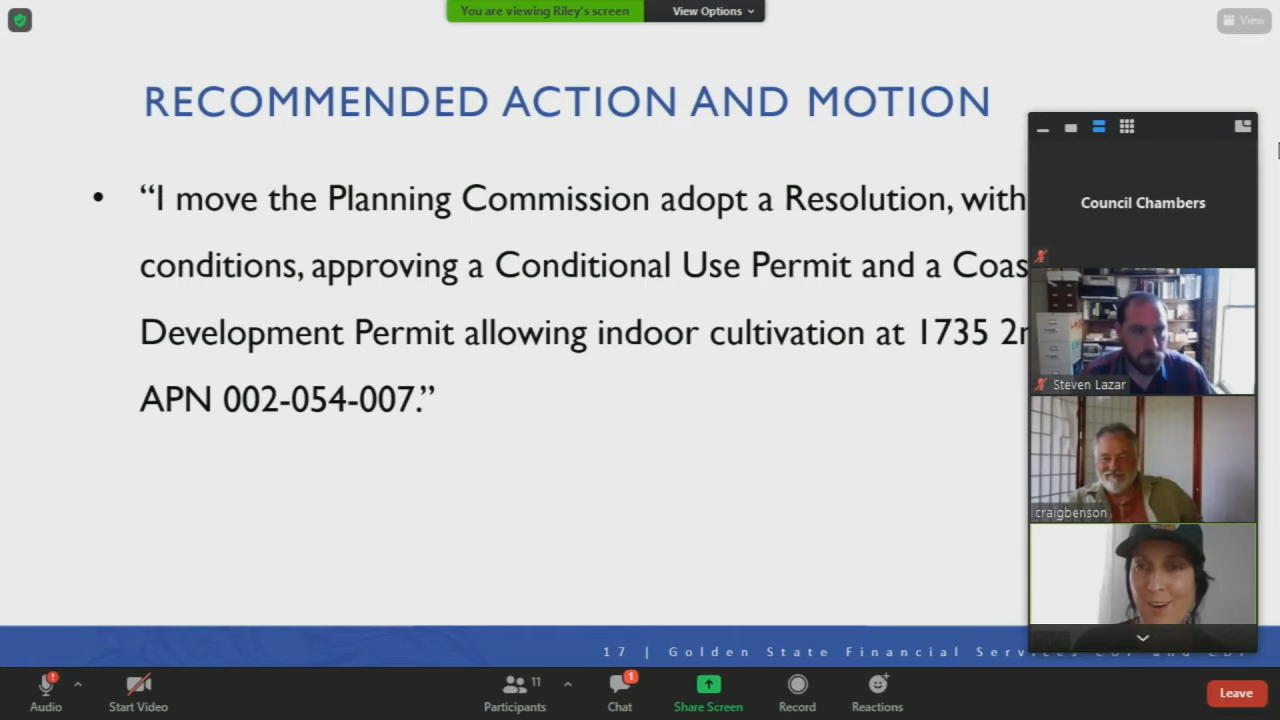 You are viewing Riley's screen
View Options
View
RECOMMENDED ACTION AND MOTION
• “I move the Planning Commission adopt a Resolution, with
conditions, approving a Conditional Use Permit and a Coas
Development Permit allowing indoor cultivation at 1735 2
APN 002-054-007.”
Council Chambers
Steven Lazar
craigbenson
17 | Golden State Financial
Audio
Start Video
Participants
11
Chat
1
Share Screen
Record
Reactions
Leave